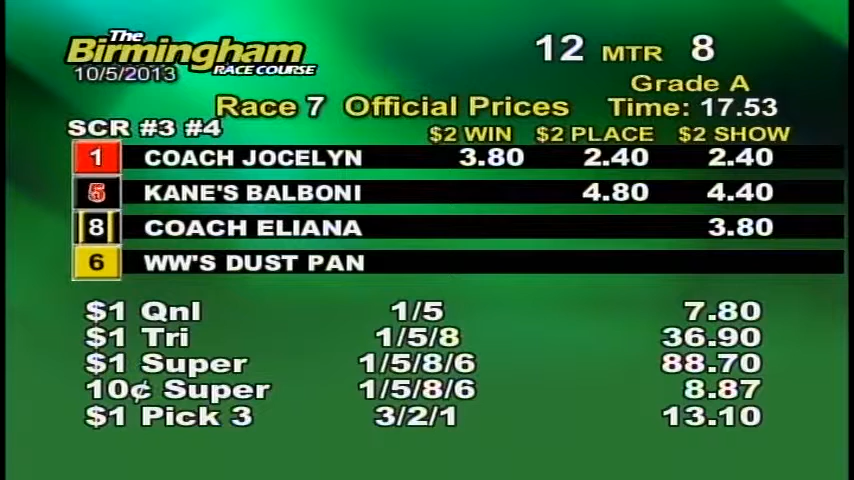 The
Birmingham
RACE COURSE
10/5/2013
12 MTR 8
Grade A
Race 7 Official Prices Time: 17.53
SCR #3 #4
$2 WIN $2 PLACE $2 SHOW
1 COACH JOCELYN 3.80 2.40 2.40
5 KANE'S BALBONI 4.80 4.40
8 COACH ELIANA 3.80
6 WW'S DUST PAN
$1 Qnl 1/5 7.80
$1 Tri 1/5/8 36.90
$1 Super 1/5/8/6 88.70
10¢ Super 1/5/8/6 8.87
$1 Pick 3 3/2/1 13.10